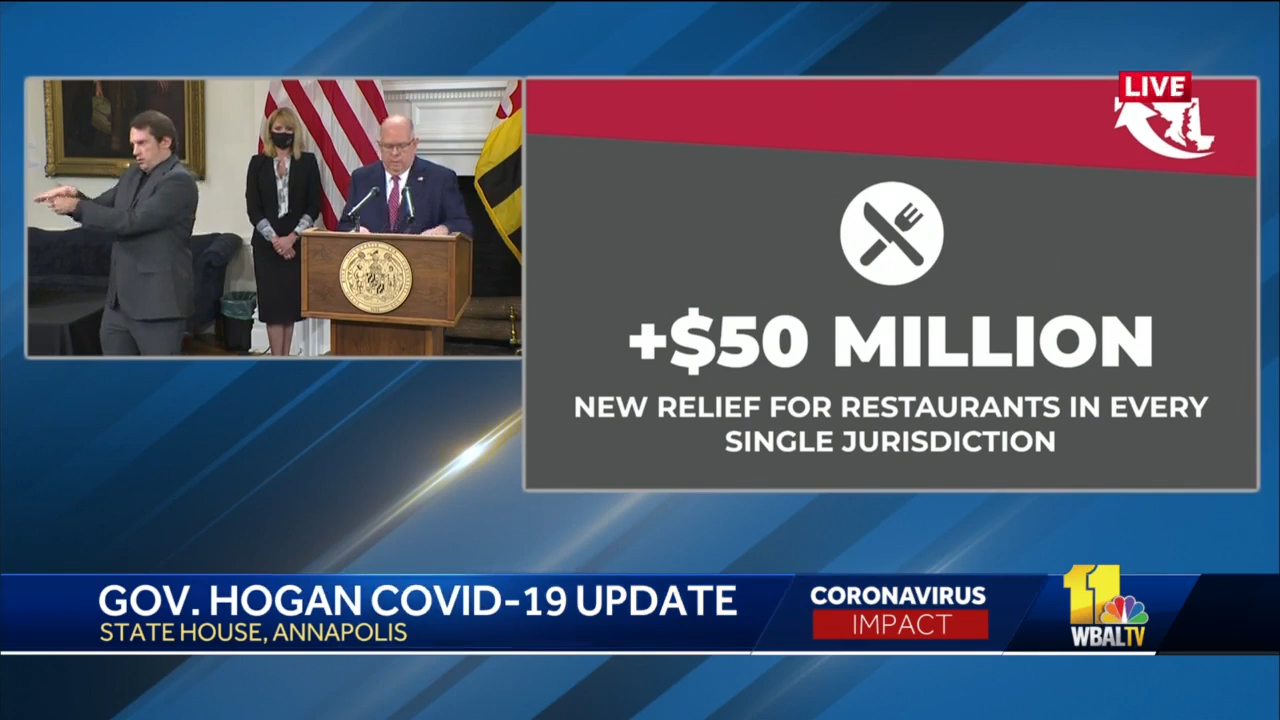 LIVE
+$50 MILLION
NEW RELIEF FOR RESTAURANTS IN EVERY
SINGLE JURISDICTION
GOV. HOGAN COVID-19 UPDATE
STATE HOUSE, ANNAPOLIS
CORONAVIRUS
IMPACT
11
WBALTV